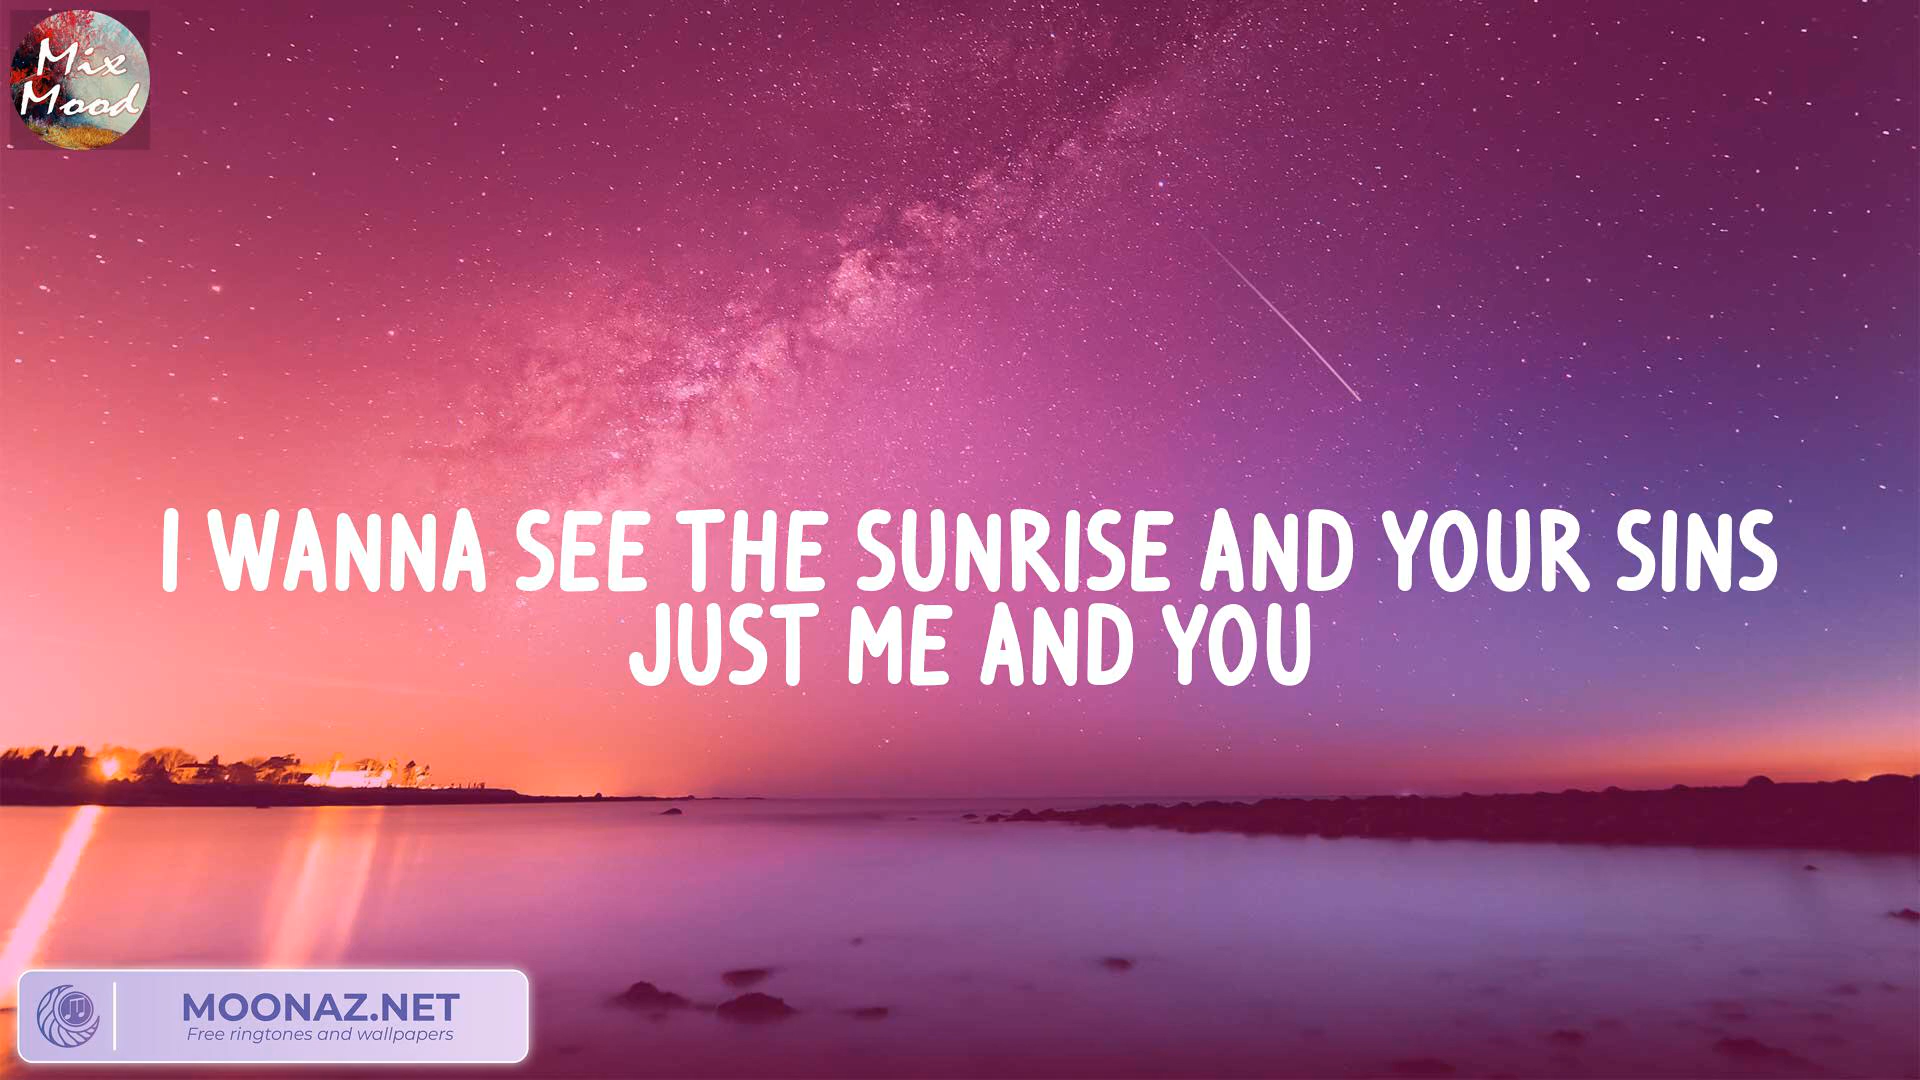 Mix
Mood
I WANNA SEE THE SUNRISE AND YOUR SINS
JUST ME AND YOU
MOONAZ.NET
Free ringtones and wallpapers